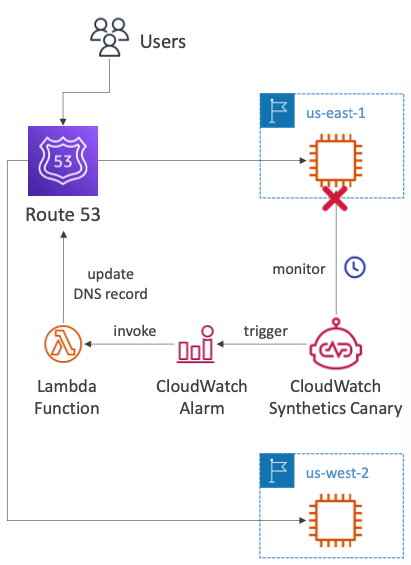 Users
us-east-1
53
Route 53
monitor
update
DNS record
invoke
trigger
Lambda
Function
CloudWatch
Alarm
CloudWatch
Synthetics Canary
us-west-2